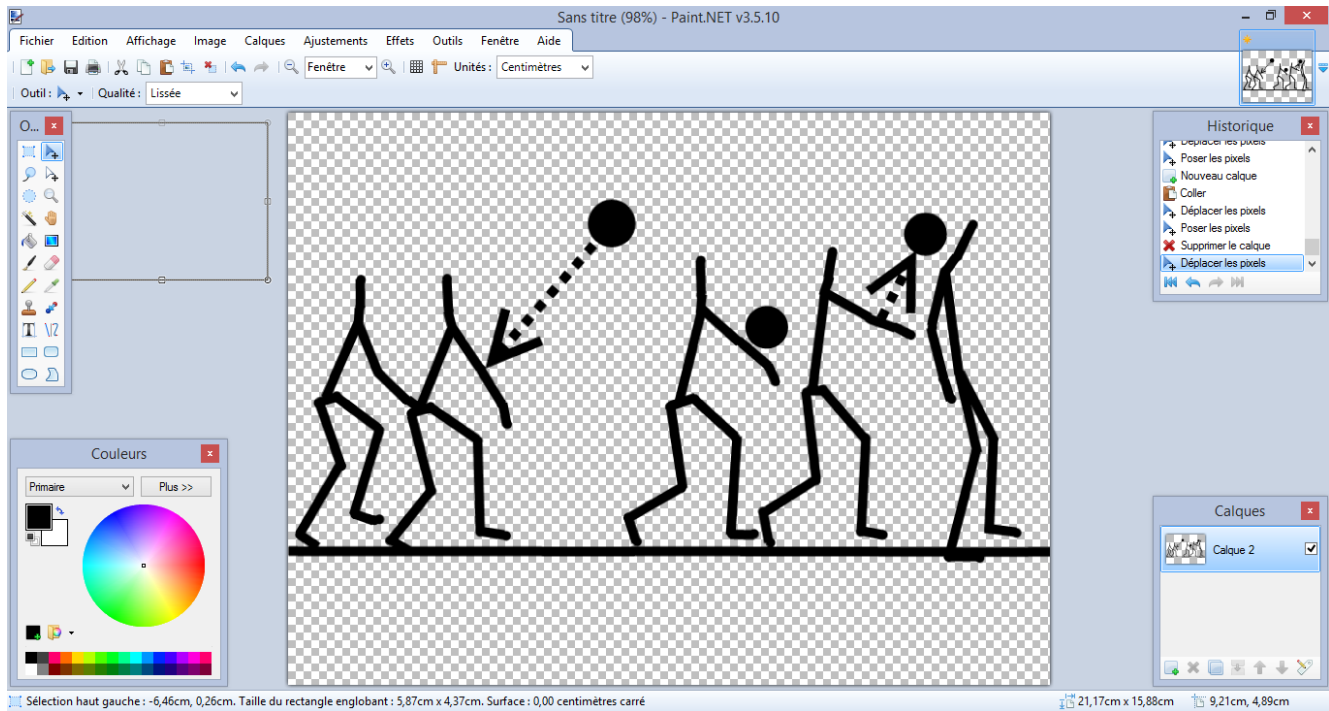 Sans titre (98%) - Paint.NET v3.5.10
Fichier Edition Affichage Image Calques Ajustements Effets Outils Fenêtre Aide
Fenêtre Unités : Centimètres
Outil : Qualité : Lissée
O...
Historique
Déplacer les pixels
Poser les pixels
Nouveau calque
Coller
Déplacer les pixels
Poser les pixels
Supprimer le calque
Déplacer les pixels
Couleurs
Primaire Plus >>
Calques
Calque 2
Sélection haut gauche : -6,46cm, 0,26cm. Taille du rectangle englobant : 5,87cm x 4,37cm. Surface : 0,00 centimètres carré
21,17cm x 15,88cm 9,21cm, 4,89cm